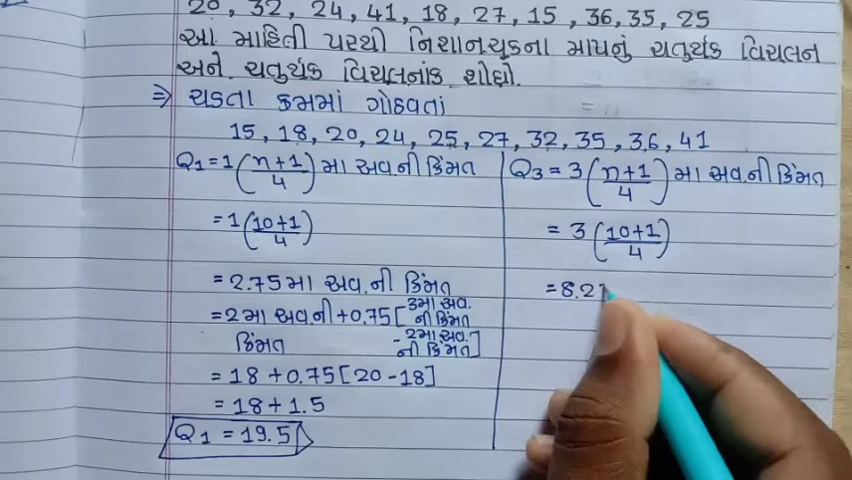 20, 32, 24, 41, 18, 27, 15, 36, 35, 25
આ માહિતી પરથી નિશાનચૂકના માપનું ચતુર્થક વિચલન
અને ચતુર્થક વિચલનાંક શોધો.
⇒ ચડતા ક્રમમાં ગોઠવતાં
15, 18, 20, 24, 25, 27, 32, 35, 36, 41
Q1 = 1 (n+1/4) મા અવ.ની કિંમત
= 1 (10+1/4)
= 2.75 મા અવ.ની કિંમત
= 2 મા અવ.ની કિંમત + 0.75 [3 મા અવ. ની કિંમત - 2 મા અવ. ની કિંમત]
= 18 + 0.75 [20 - 18]
= 18 + 1.5
Q1 = 19.5
Q3 = 3 (n+1/4) મા અવ.ની કિંમત
= 3 (10+1/4)
= 8.2